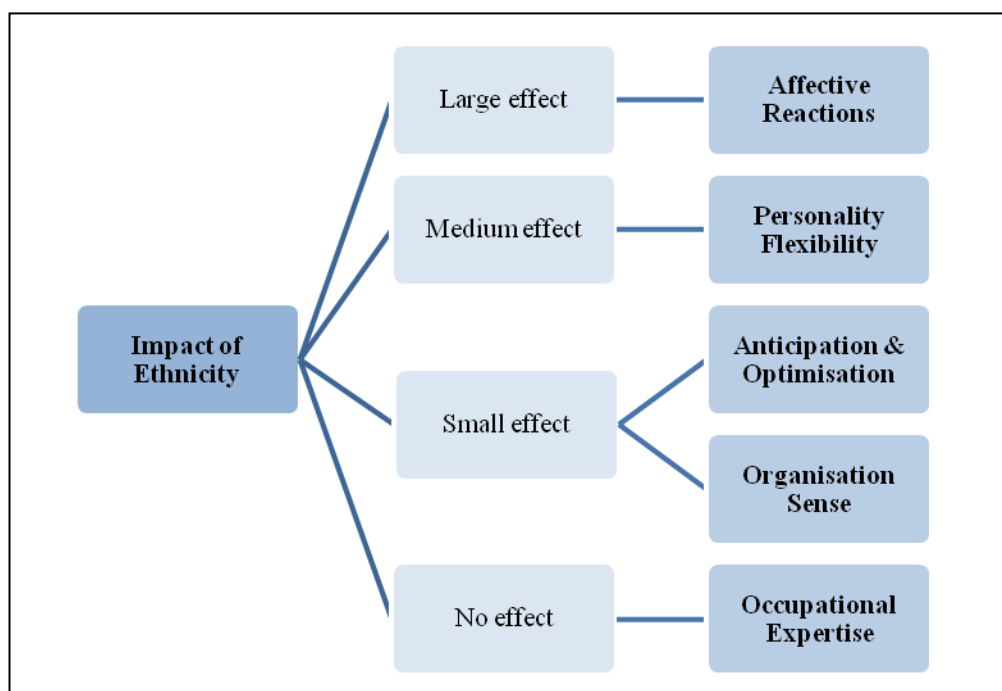 Impact of
Ethnicity
Large effect
Affective
Reactions
Medium effect
Personality
Flexibility
Small effect
Anticipation &
Optimisation
Organisation
Sense
No effect
Occupational
Expertise